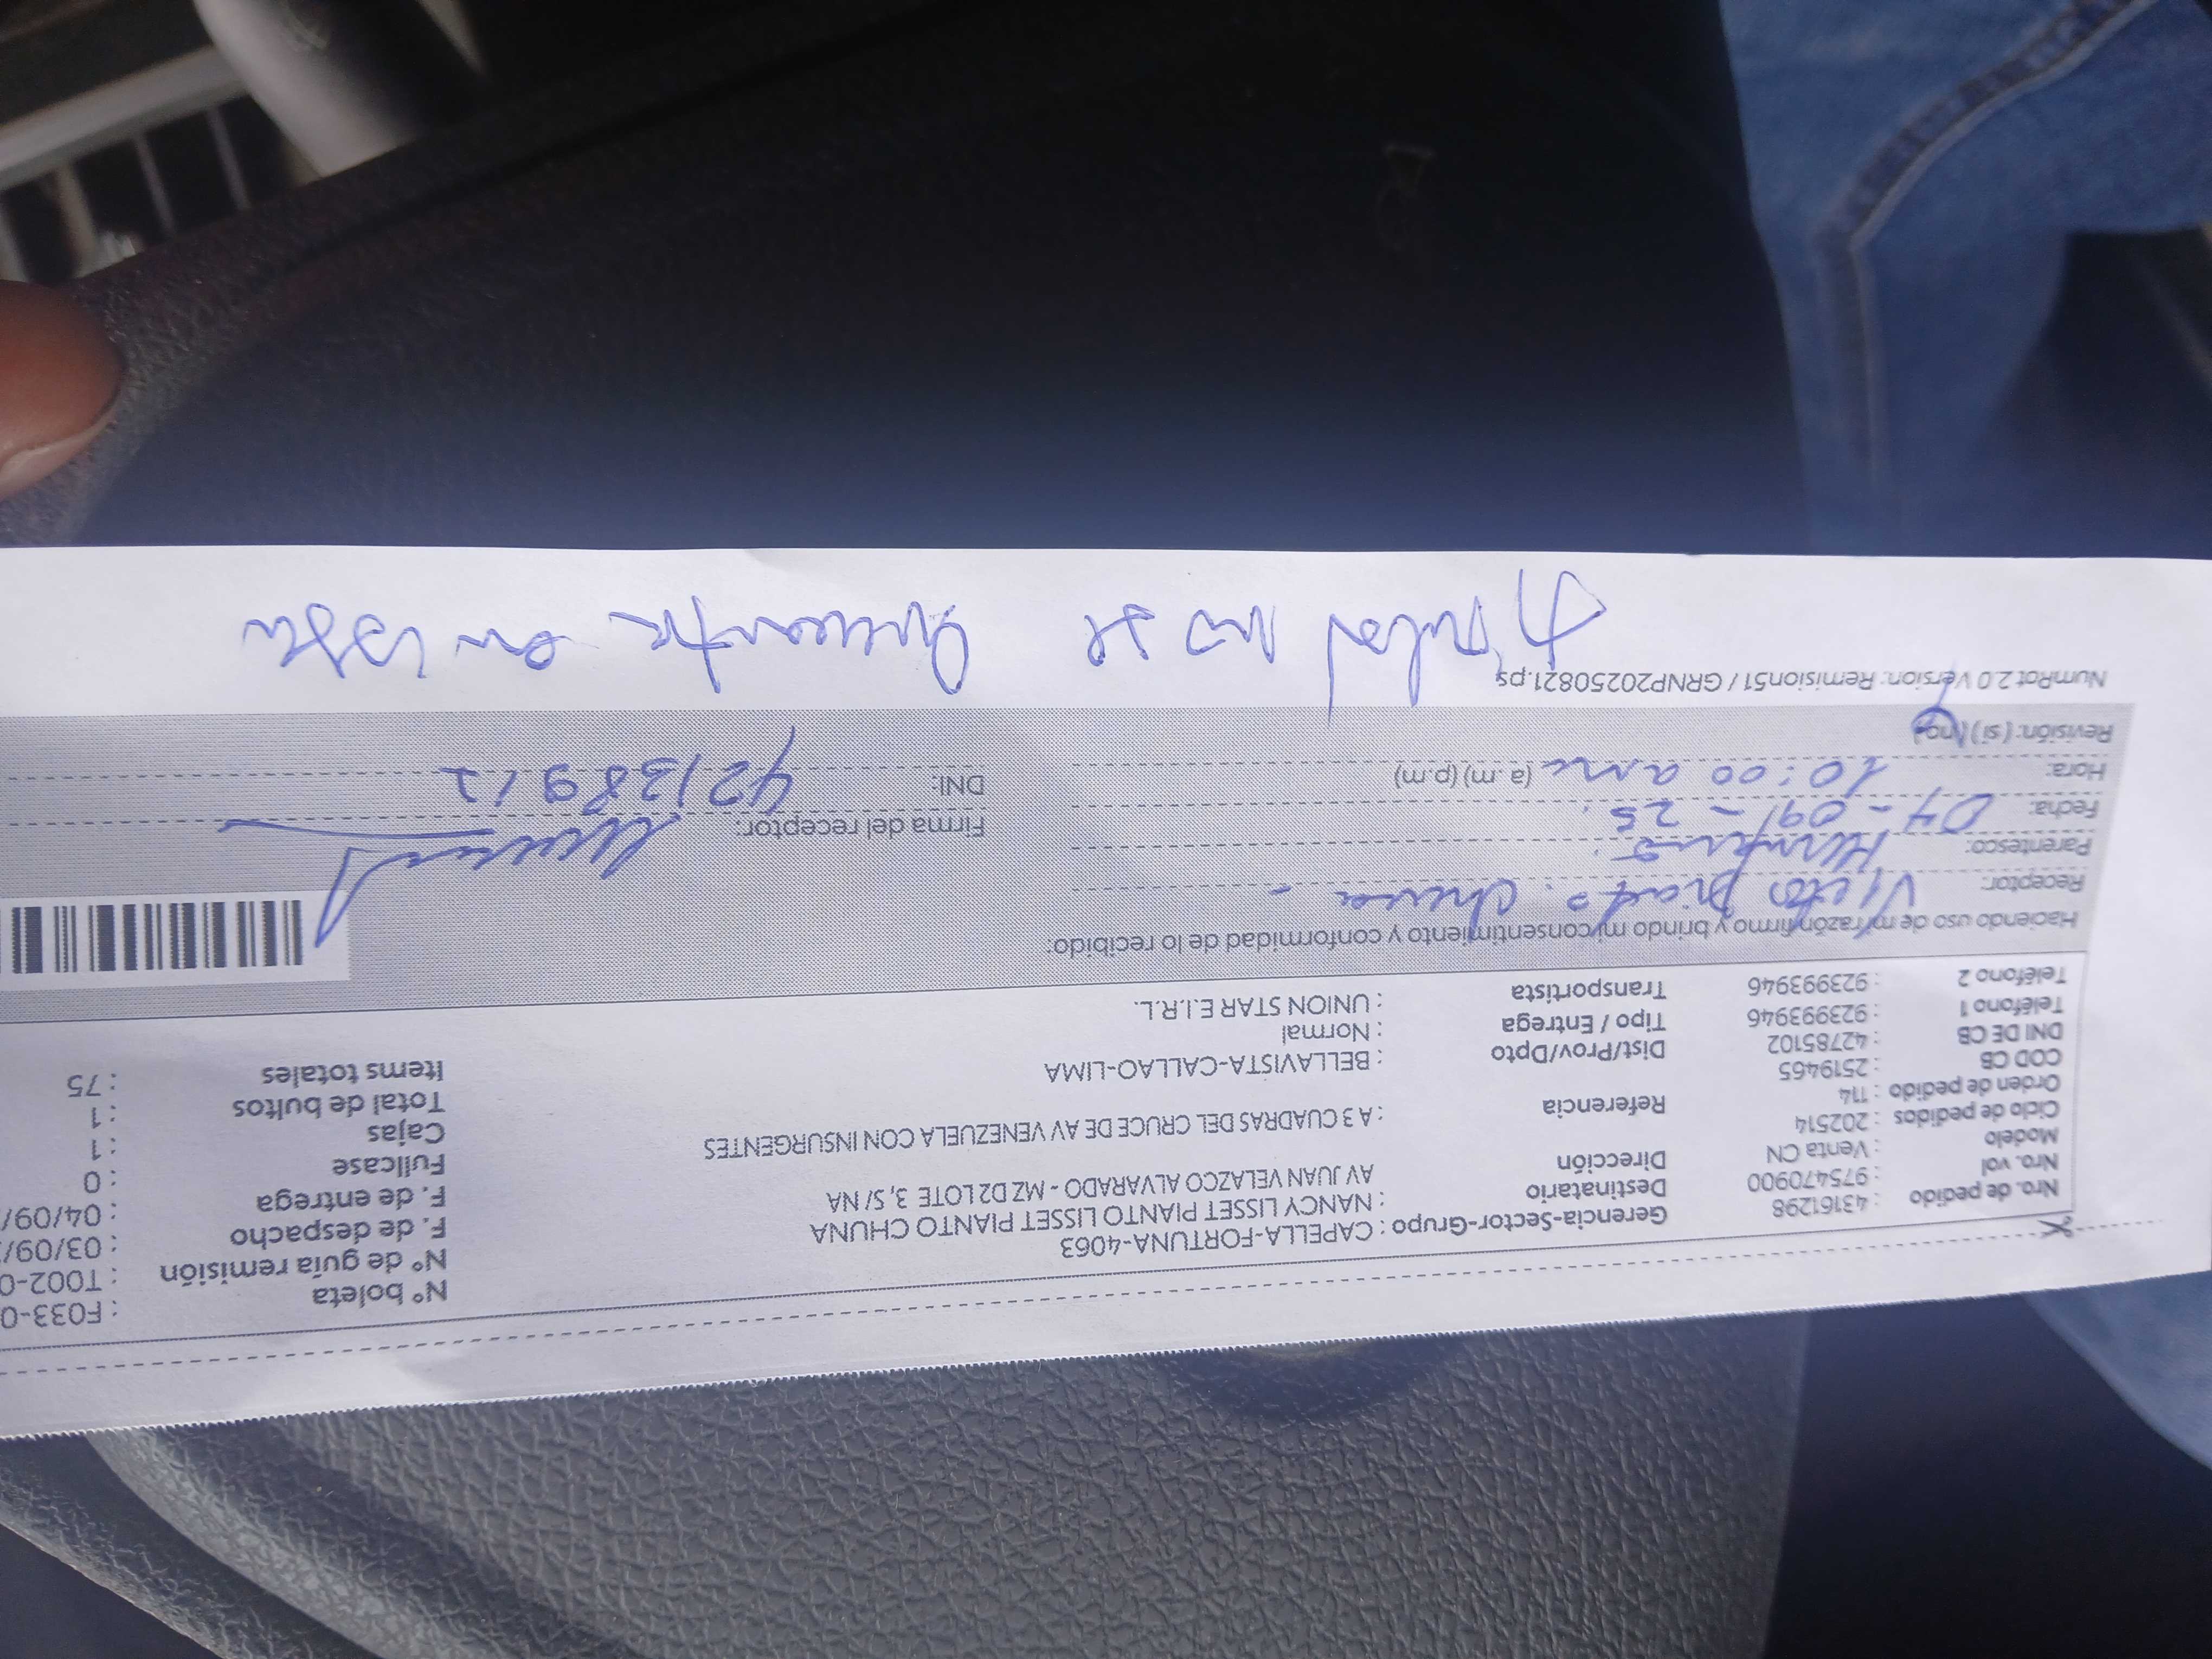 Nro. de pedido : 43161298
Nro. vol : 975470900
Modelo : Venta CN
Ciclo de pedidos : 202514
Orden de pedido : 114
COD CB : 2519465
DNI DE CB : 42785102
Teléfono 1 : 923993946
Teléfono 2 : 923993946
Gerencia-Sector-Grupo : CAPELLA-FORTUNA-4063
Destinatario : NANCY LISSET PIANTO LISSET PIANTO CHUNA
Dirección AV JUAN VELAZCO ALVARADO - MZ D2 LOTE 3, S/ NA
Referencia : A 3 CUADRAS DEL CRUCE DE AV VENEZUELA CON INSURGENTES
Dist/Prov/Dpto : BELLAVISTA-CALLAO-LIMA
Tipo / Entrega : Normal
Transportista : UNION STAR E.I.R.L.
N° boleta : F033-0
N° de guía remisión : T002-0
F. de despacho : 03/09/
F. de entrega : 04/09/
Fullcase : 0
Cajas : 1
Total de bultos : 1
Items totales : 75
Haciendo uso de mi razón firmo y brindo mi consentimiento y conformidad de lo recibido:
Receptor: Victor
Parentesco: Hermano.
Fecha: 04-09-25.
Hora: 10:00 am (a.m) (p.m)
Revisión: (si) (no)
Firma del receptor:
DNI: 42138912
NumRot 2.0 Version: Remision51 / GRNP20250821.ps
no se en